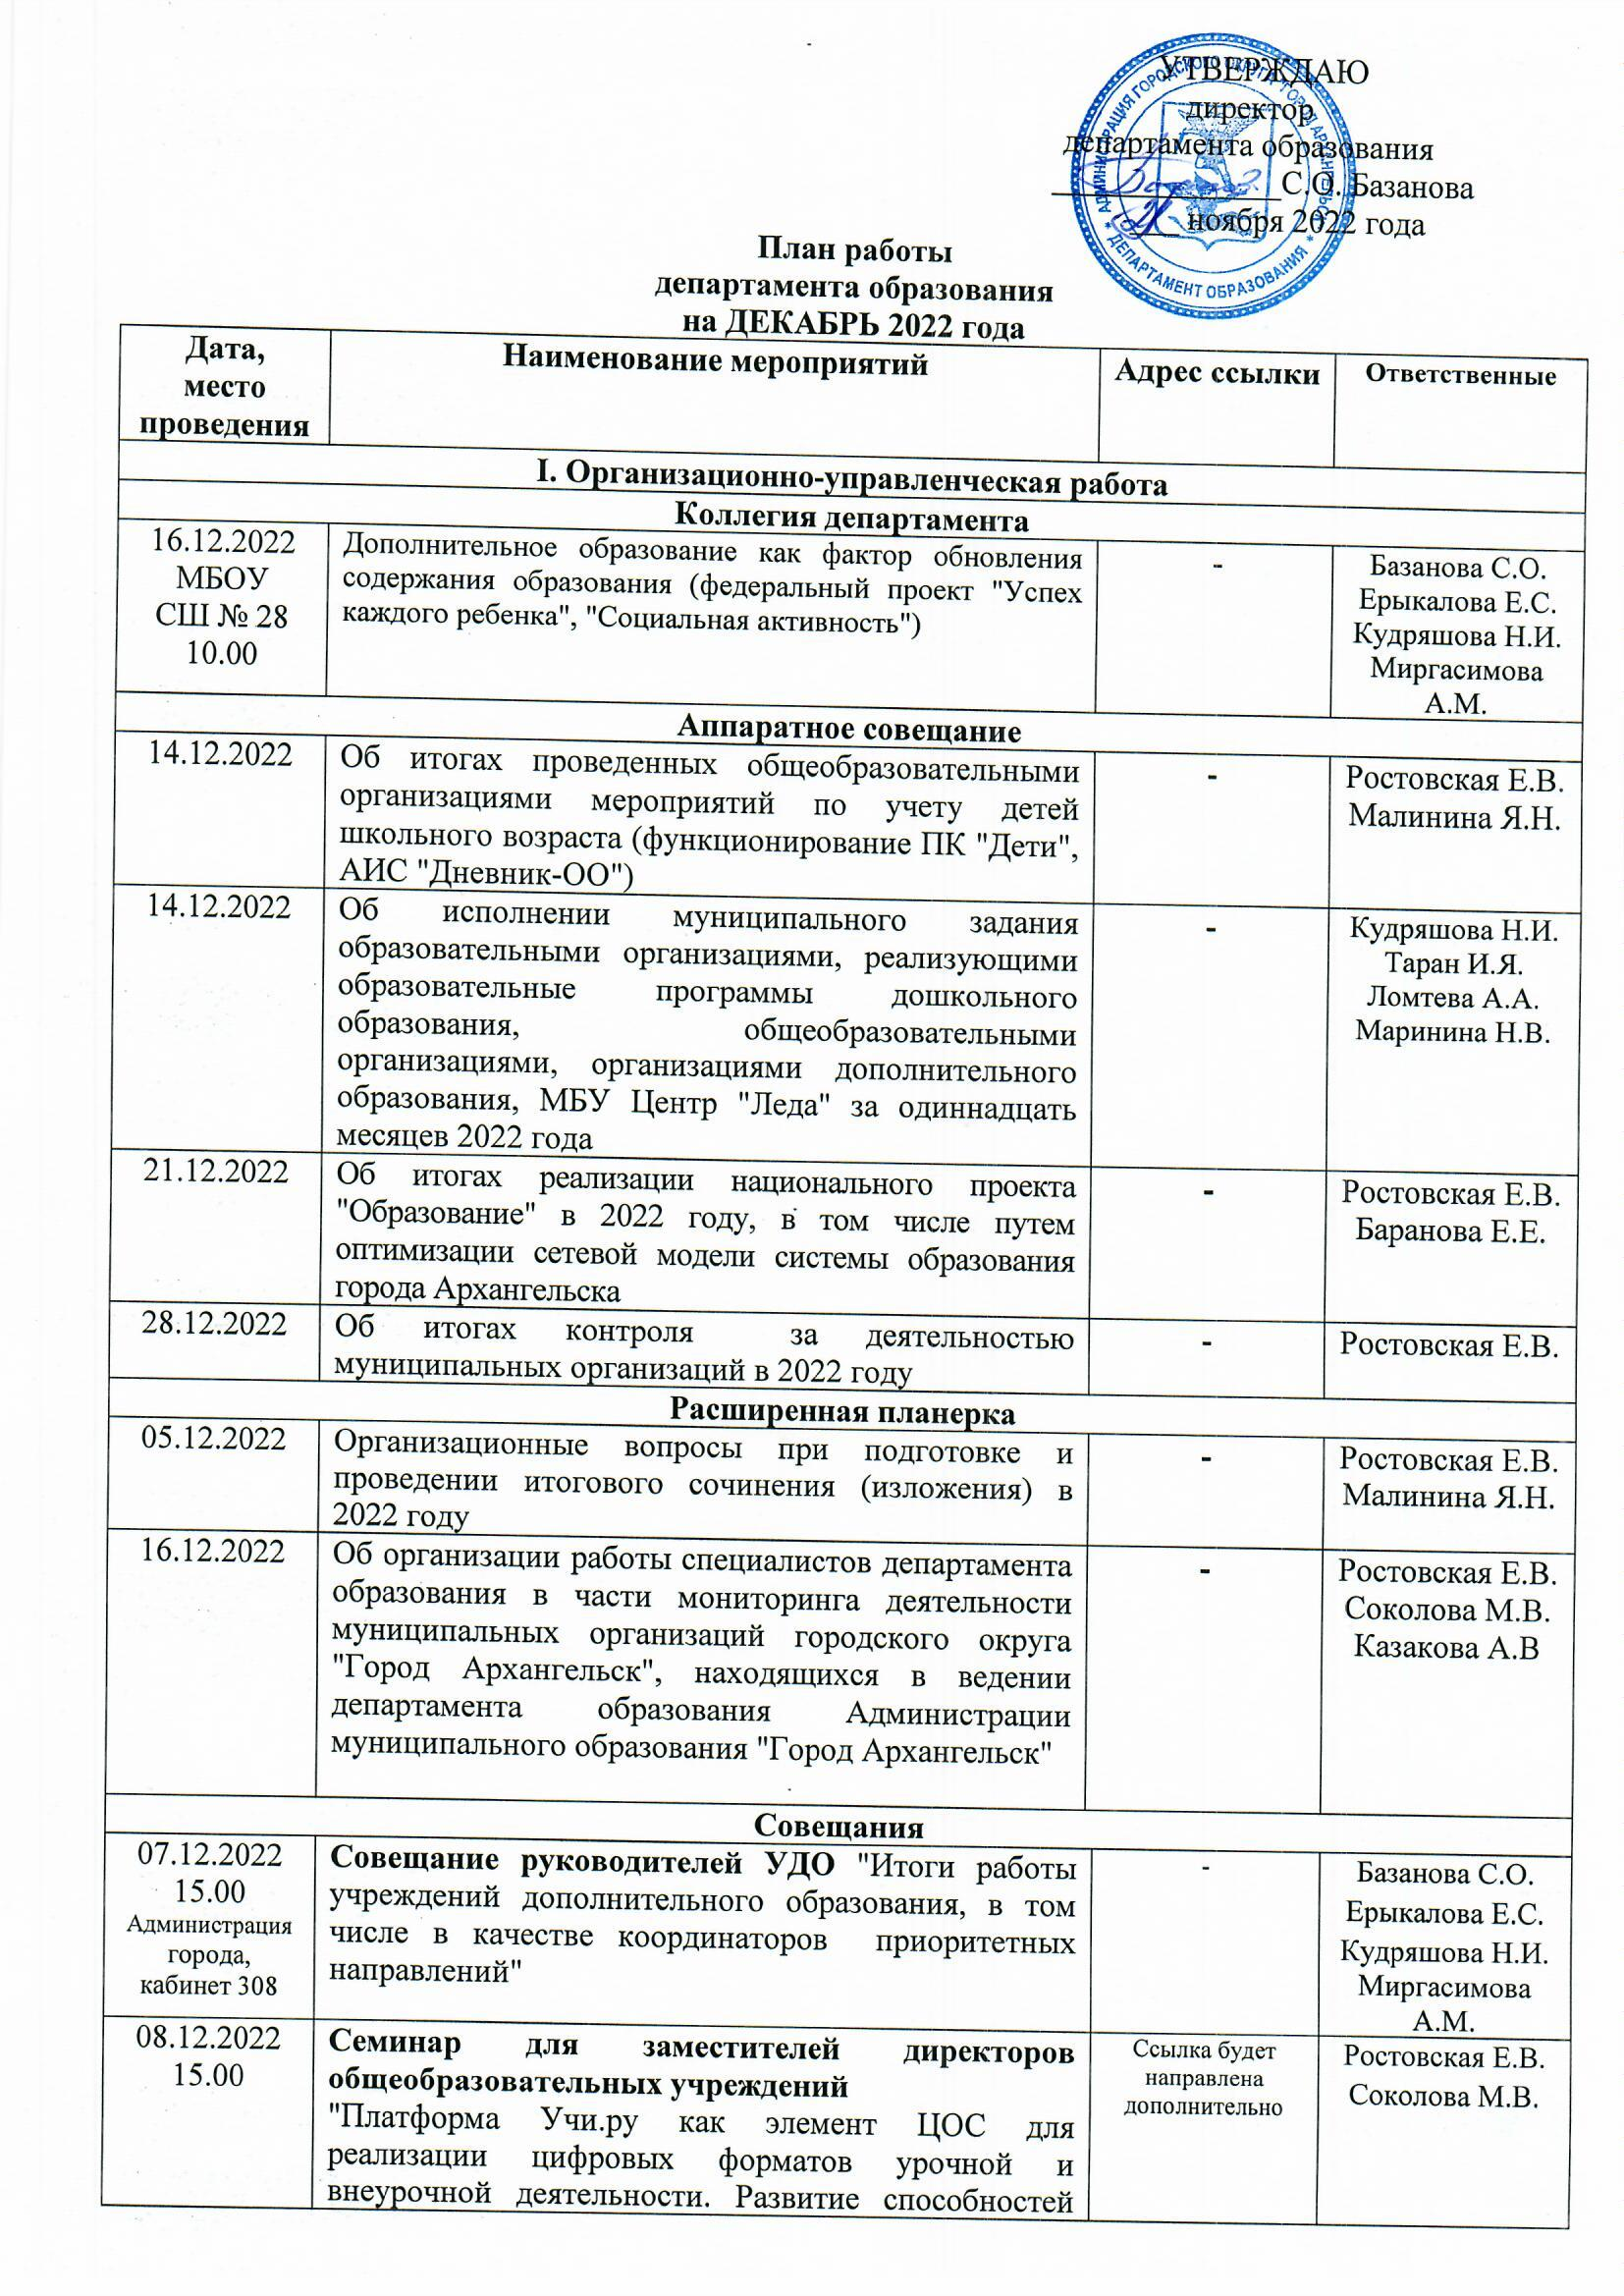 УТВЕРЖДАЮ
директор
департамента образования
С.О. Базанова
ноября 2022 года
АДМИНИСТРАЦИЯ ГОРОДСКОГО ОКРУГА "ГОРОД АРХАНГЕЛЬСК"
* ДЕПАРТАМЕНТ ОБРАЗОВАНИЯ *
План работы
департамента образования
на ДЕКАБРЬ 2022 года
Дата,
место
проведения
Наименование мероприятий
Адрес ссылки
Ответственные
I. Организационно-управленческая работа
Коллегия департамента
16.12.2022
МБОУ
СШ № 28
10.00
Дополнительное образование как фактор обновления
содержания образования (федеральный проект "Успех
каждого ребенка", "Социальная активность")
-
Базанова С.О.
Ерыкалова Е.С.
Кудряшова Н.И.
Миргасимова
А.М.
Аппаратное совещание
14.12.2022
Об итогах проведенных общеобразовательными
организациями мероприятий по учету детей
школьного возраста (функционирование ПК "Дети",
АИС "Дневник-ОО")
-
Ростовская Е.В.
Малинина Я.Н.
14.12.2022
Об исполнении муниципального задания
образовательными организациями, реализующими
образовательные программы дошкольного
образования, общеобразовательными
организациями, организациями дополнительного
образования, МБУ Центр "Леда" за одиннадцать
месяцев 2022 года
-
Кудряшова Н.И.
Таран И.Я.
Ломтева А.А.
Маринина Н.В.
21.12.2022
Об итогах реализации национального проекта
"Образование" в 2022 году, в том числе путем
оптимизации сетевой модели системы образования
города Архангельска
-
Ростовская Е.В.
Баранова Е.Е.
28.12.2022
Об итогах контроля за деятельностью
муниципальных организаций в 2022 году
-
Ростовская Е.В.
Расширенная планерка
05.12.2022
Организационные вопросы при подготовке и
проведении итогового сочинения (изложения) в
2022 году
-
Ростовская Е.В.
Малинина Я.Н.
16.12.2022
Об организации работы специалистов департамента
образования в части мониторинга деятельности
муниципальных организаций городского округа
"Город Архангельск", находящихся в ведении
департамента образования Администрации
муниципального образования "Город Архангельск"
-
Ростовская Е.В.
Соколова М.В.
Казакова А.В
Совещания
07.12.2022
15.00
Администрация
города,
кабинет 308
Совещание руководителей УДО "Итоги работы
учреждений дополнительного образования, в том
числе в качестве координаторов приоритетных
направлений"
-
Базанова С.О.
Ерыкалова Е.С.
Кудряшова Н.И.
Миргасимова
А.М.
08.12.2022
15.00
Семинар для заместителей директоров
общеобразовательных учреждений
"Платформа Учи.ру как элемент ЦОС для
реализации цифровых форматов урочной и
внеурочной деятельности. Развитие способностей
Ссылка будет
направлена
дополнительно
Ростовская Е.В.
Соколова М.В.